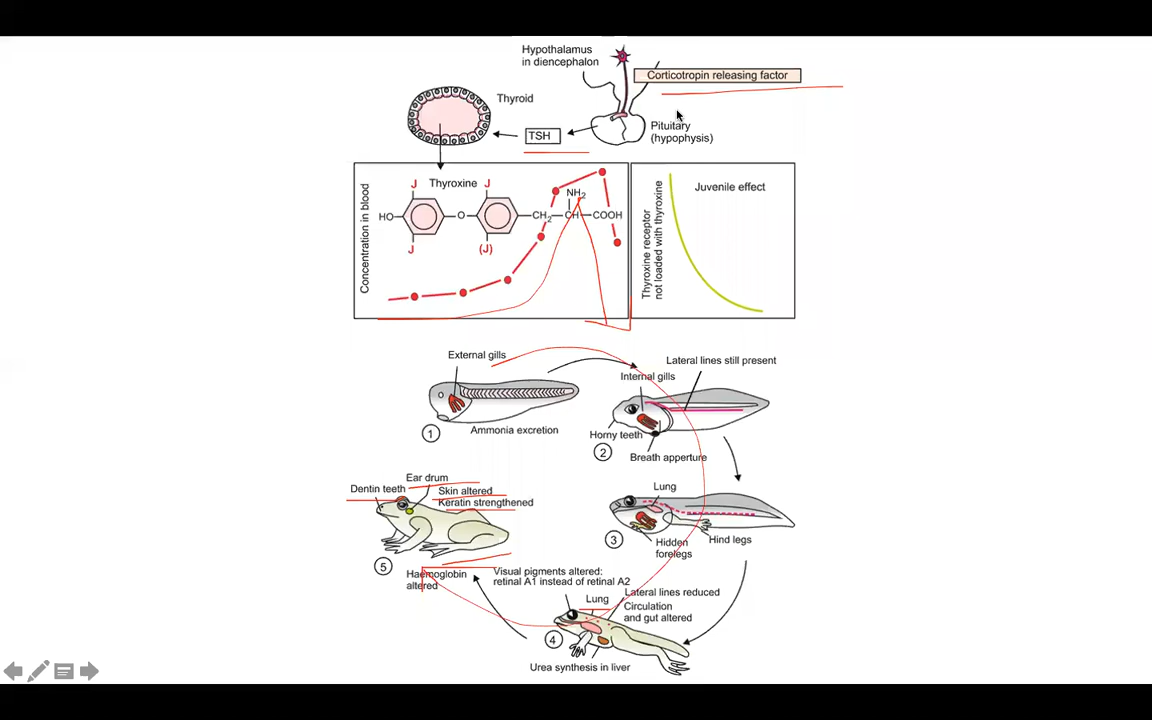 Hypothalamus
in diencephalon
Corticotropin releasing factor
Thyroid
TSH
Pituitary
(hypophysis)
Concentration in blood
Thyroxine
J
J
HO
O
CH2
NH2
CH
COOH
J
(J)
Thyroxine receptor
not loaded with thyroxine
Juvenile effect
External gills
Ammonia excretion
1
Lateral lines still present
Internal gills
Horny teeth
2
Breath apperture
Lung
3
Hidden
forelegs
Hind legs
Ear drum
Dentin teeth
Skin altered
Keratin strengthened
5
Haemoglobin
altered
Visual pigments altered:
retinal A1 instead of retinal A2
Lung
Lateral lines reduced
Circulation
and gut altered
4
Urea synthesis in liver